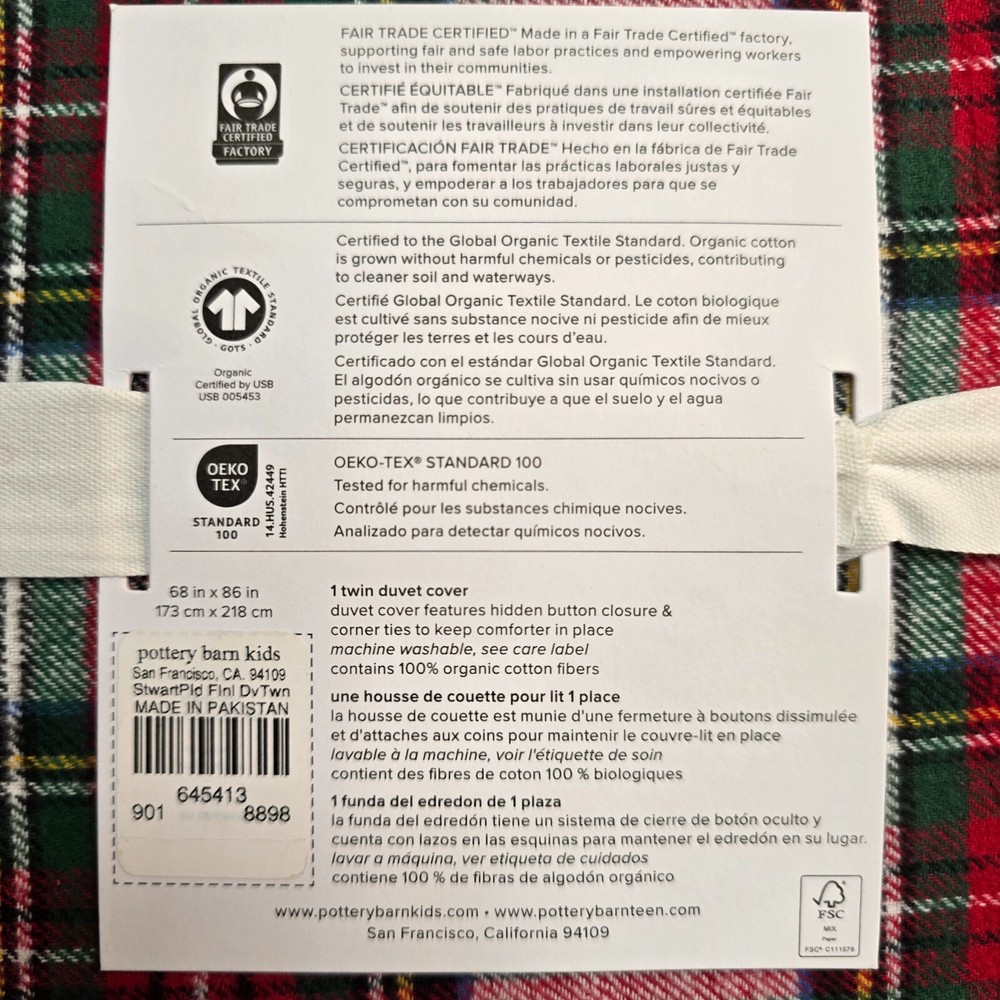 FAIR TRADE CERTIFIED™ Made in a Fair Trade Certified™ factory,
supporting fair and safe labor practices and empowering workers
to invest in their communities.
CERTIFIÉ ÉQUITABLE™ Fabriqué dans une installation certifiée Fair
Trade™ afin de soutenir des pratiques de travail sûres et équitables
et de soutenir les travailleurs à investir dans leur collectivité.
CERTIFICACIÓN FAIR TRADE™ Hecho en la fábrica de Fair Trade
Certified™, para fomentar las prácticas laborales justas y
seguras, y empoderar a los trabajadores para que se
comprometan con su comunidad.
FAIR TRADE
CERTIFIED
FACTORY
Certified to the Global Organic Textile Standard. Organic cotton
is grown without harmful chemicals or pesticides, contributing
to cleaner soil and waterways.
Certifié Global Organic Textile Standard. Le coton biologique
est cultivé sans substance nocive ni pesticide afin de mieux
protéger les terres et les cours d'eau.
Certificado con el estándar Global Organic Textile Standard.
El algodón orgánico se cultiva sin usar químicos nocivos o
pesticidas, lo que contribuye a que el suelo y el agua
permanezcan limpios.
GLOBAL ORGANIC TEXTILE STANDARD · GOTS ·
Organic
Certified by USB
USB 005453
OEKO
TEX®
STANDARD
100
14.HUS.42449
Hohenstein HTTI
OEKO-TEX® STANDARD 100
Tested for harmful chemicals.
Contrôlé pour les substances chimique nocives.
Analizado para detectar químicos nocivos.
68 in x 86 in
173 cm x 218 cm
pottery barn kids
San Francisco, CA. 94109
StwartPld Flnl DvTwn
MADE IN PAKISTAN
645413
901 8898
1 twin duvet cover
duvet cover features hidden button closure &
corner ties to keep comforter in place
machine washable, see care label
contains 100% organic cotton fibers
une housse de couette pour lit 1 place
la housse de couette est munie d'une fermeture à boutons dissimulée
et d'attaches aux coins pour maintenir le couvre-lit en place
lavable à la machine, voir l'étiquette de soin
contient des fibres de coton 100 % biologiques
1 funda del edredon de 1 plaza
la funda del edredón tiene un sistema de cierre de botón oculto y
cuenta con lazos en las esquinas para mantener el edredón en su lugar.
lavar a máquina, ver etiqueta de cuidados
contiene 100 % de fibras de algodón orgánico
www.potterybarnkids.com • www.potterybarnteen.com
San Francisco, California 94109
FSC
MIX
Paper
FSC® C111578